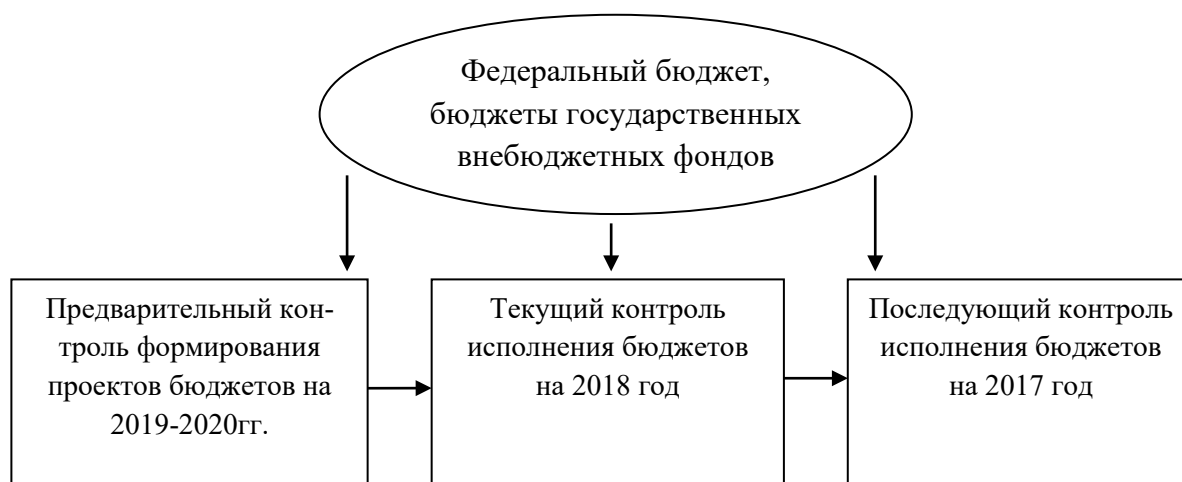 Федеральный бюджет,
бюджеты государственных
внебюджетных фондов
Предварительный кон-
троль формирования
проектов бюджетов на
2019-2020гг.
Текущий контроль
исполнения бюджетов
на 2018 год
Последующий контроль
исполнения бюджетов
на 2017 год